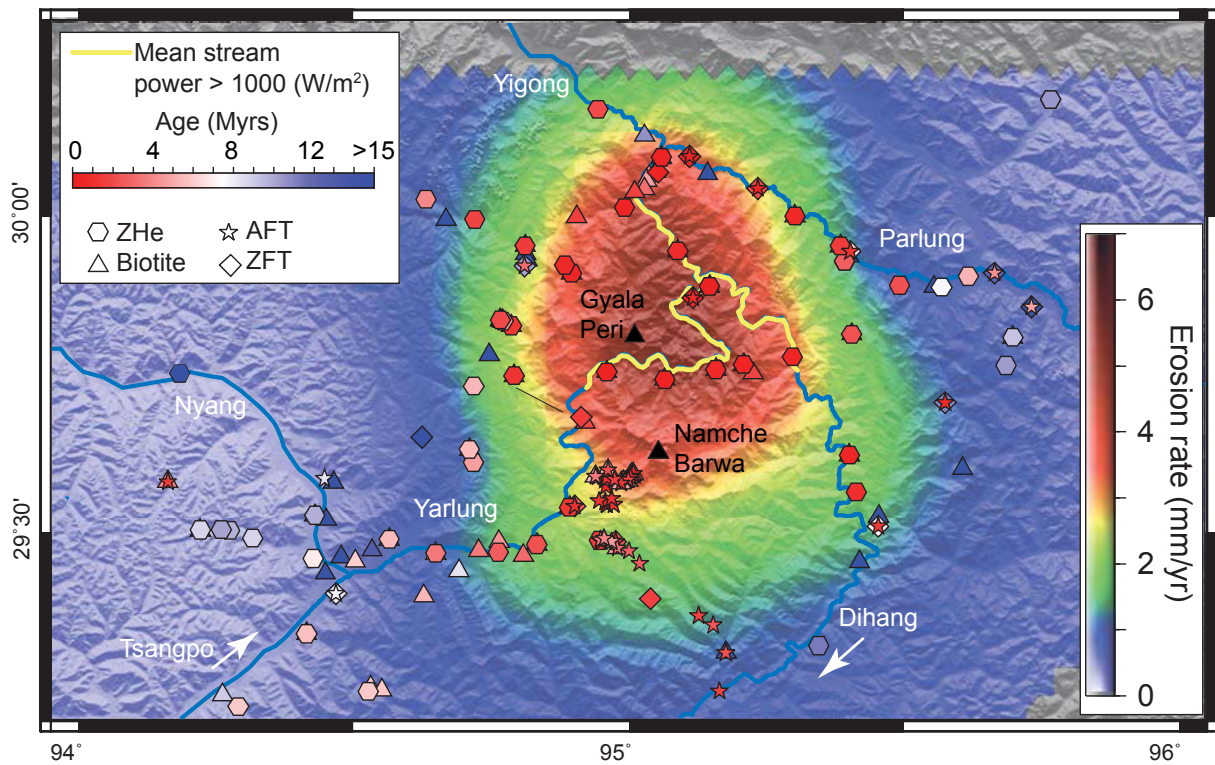 Mean stream
power > 1000 (W/m²)
Age (Myrs)
0 4 8 12 >15
ZHe
AFT
Biotite
ZFT
Yigong
Parlung
Gyala
Peri
Namche
Barwa
Nyang
Yarlung
Tsangpo
Dihang
Erosion rate (mm/yr)
6
4
2
0
30°00'
29°30'
94°
95°
96°